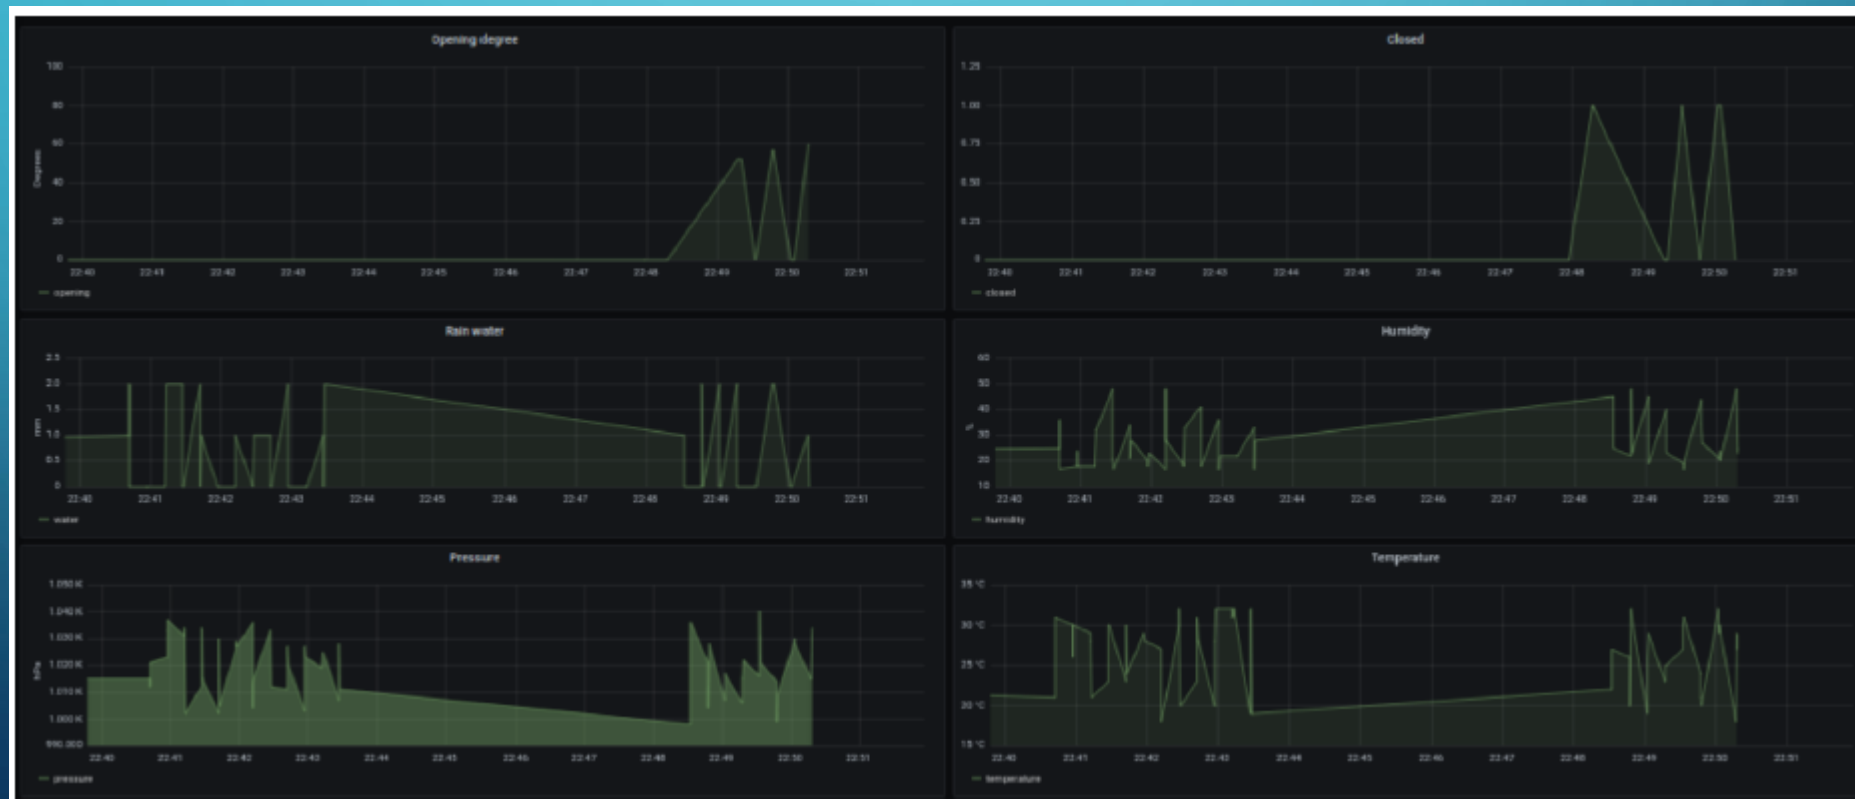 Opening degree
100
80
60
40
20
0
Degrees
22:40 22:41 22:42 22:43 22:44 22:45 22:46 22:47 22:48 22:49 22:50 22:51
opening
Closed
1.25
1.00
0.75
0.50
0.25
0
22:40 22:41 22:42 22:43 22:44 22:45 22:46 22:47 22:48 22:49 22:50 22:51
closed
Rain water
2.5
2.0
1.5
1.0
0.5
0
mm
22:40 22:41 22:42 22:43 22:44 22:45 22:46 22:47 22:48 22:49 22:50 22:51
water
Humidity
60
50
40
30
20
10
%
22:40 22:41 22:42 22:43 22:44 22:45 22:46 22:47 22:48 22:49 22:50 22:51
humidity
Pressure
1.050 K
1.040 K
1.030 K
1.020 K
1.010 K
1.000 K
990.000
hPa
22:40 22:41 22:42 22:43 22:44 22:45 22:46 22:47 22:48 22:49 22:50 22:51
pressure
Temperature
35 °C
30 °C
25 °C
20 °C
15 °C
22:40 22:41 22:42 22:43 22:44 22:45 22:46 22:47 22:48 22:49 22:50 22:51
temperature